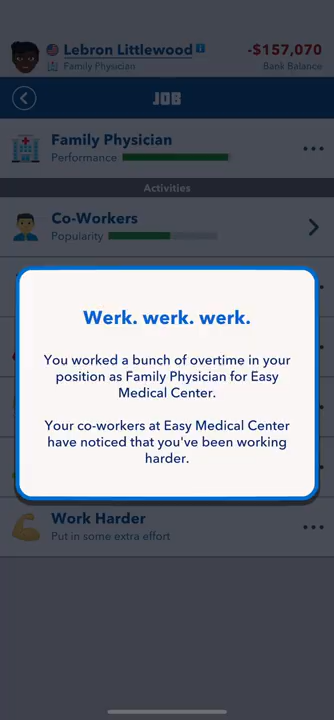 Lebron Littlewood
-$157,070
Family Physician
Bank Balance
JOB
Family Physician
Performance
Activities
Co-Workers
Popularity
Werk. werk. werk.
You worked a bunch of overtime in your
position as Family Physician for Easy
Medical Center.
Your co-workers at Easy Medical Center
have noticed that you've been working
harder.
Work Harder
Put in some extra effort